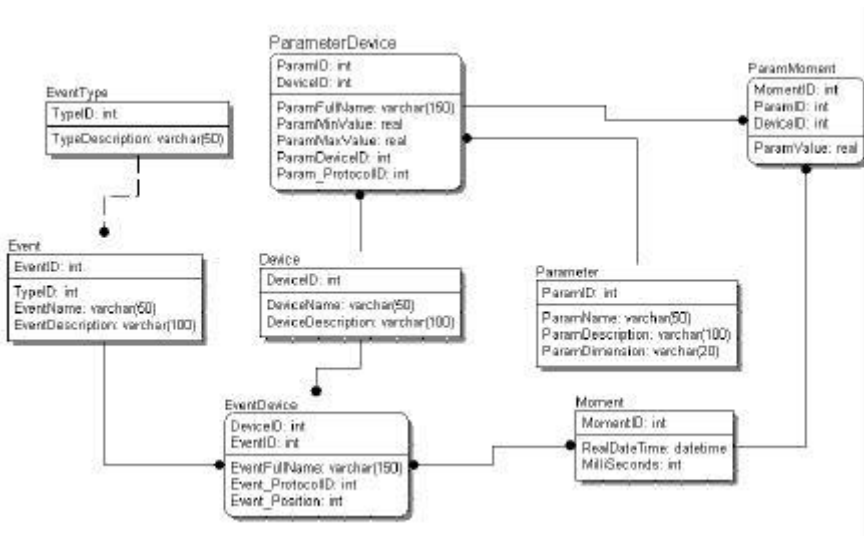 ParameterDevice
ParamID: int
DeviceID: int
ParamFullName: varchar(150)
ParamMinValue: real
ParamMaxValue: real
ParamDeviceID: int
Param_ProtocolID: int
ParamMoment
MomentID: int
ParamID: int
DeviceID: int
ParamValue: real
EventType
TypeID: int
TypeDescription: varchar(50)
Event
EventID: int
TypeID: int
EventName: varchar(50)
EventDescription: varchar(100)
Device
DeviceID: int
DeviceName: varchar(50)
DeviceDescription: varchar(100)
Parameter
ParamID: int
ParamName: varchar(50)
ParamDescription: varchar(100)
ParamDimension: varchar(20)
EventDevice
DeviceID: int
EventID: int
EventFullName: varchar(150)
Event_ProtocolID: int
Event_Position: int
Moment
MomentID: int
RealDateTime: datetime
MilliSeconds: int